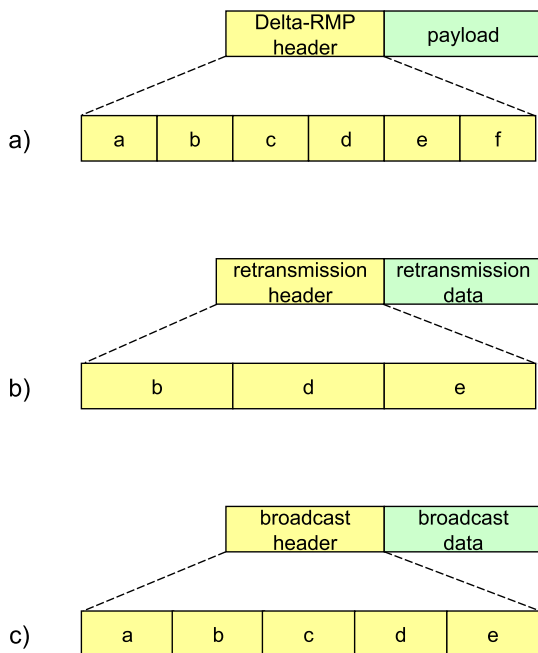 Delta-RMP
header
payload
a)
a b c d e f
retransmission
header
retransmission
data
b)
b d e
broadcast
header
broadcast
data
c)
a b c d e